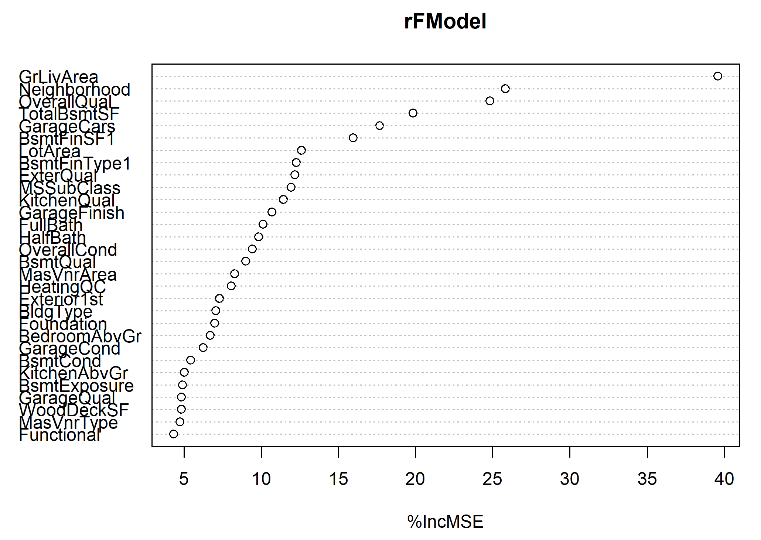 rFModel
GrLivArea
Neighborhood
OverallQual
TotalBsmtSF
GarageCars
BsmtFinSF1
LotArea
BsmtFinType1
ExterQual
MSSubClass
KitchenQual
GarageFinish
FullBath
HalfBath
OverallCond
BsmtQual
MasVnrArea
HeatingQC
Exterior1st
BldgType
Foundation
BedroomAbvGr
GarageCond
BsmtCond
KitchenAbvGr
BsmtExposure
GarageQual
WoodDeckSF
MasVnrType
Functional
5 10 15 20 25 30 35 40
%IncMSE